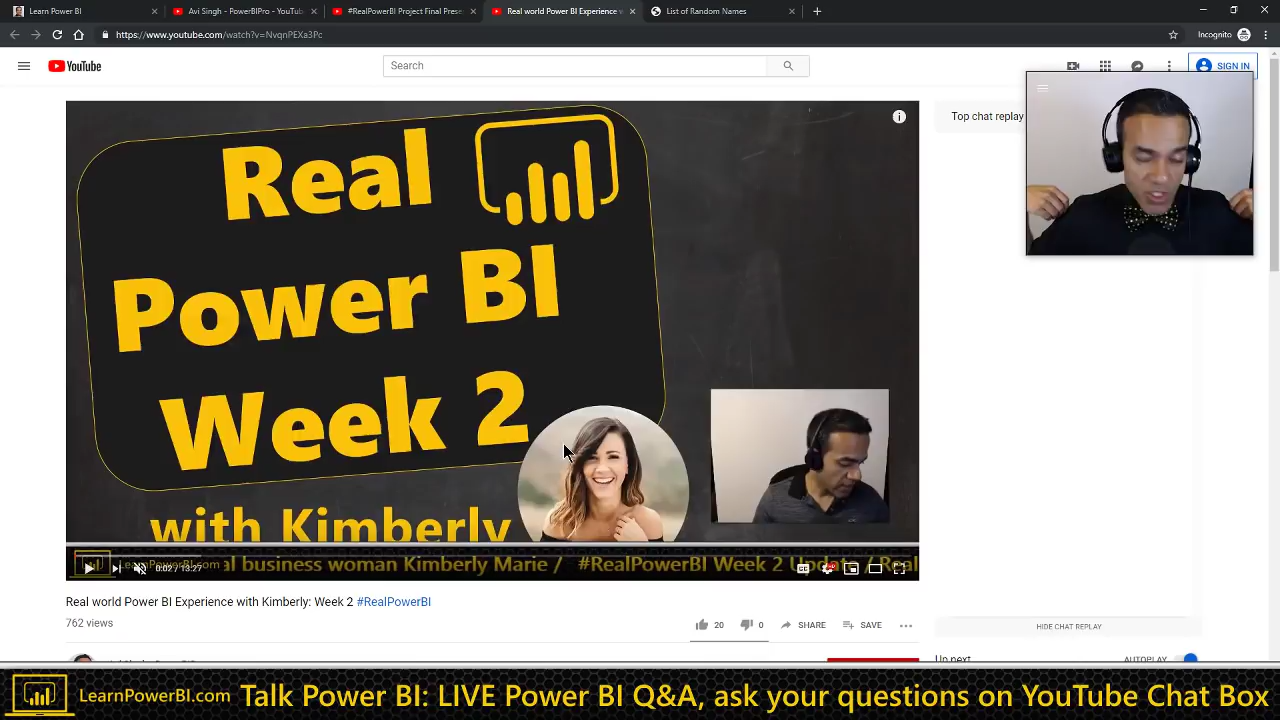 Learn Power BI
Avi Singh - PowerBIPro - YouTub
#RealPowerBI Project Final Prese
Real world Power BI Experience w
List of Random Names
https://www.youtube.com/watch?v=NvqnPEXa3Pc
Incognito
YouTube
Search
SIGN IN
Top chat replay
Real
Power BI
Week 2
with Kimberly
al business woman Kimberly Marie / #RealPowerBI Week 2 Update / Real
Real world Power BI Experience with Kimberly: Week 2 #RealPowerBI
762 views
20
0
SHARE
SAVE
HIDE CHAT REPLAY
Up next
AUTOPLAY
LearnPowerBI.com
Talk Power BI: LIVE Power BI Q&A, ask your questions on YouTube Chat Box